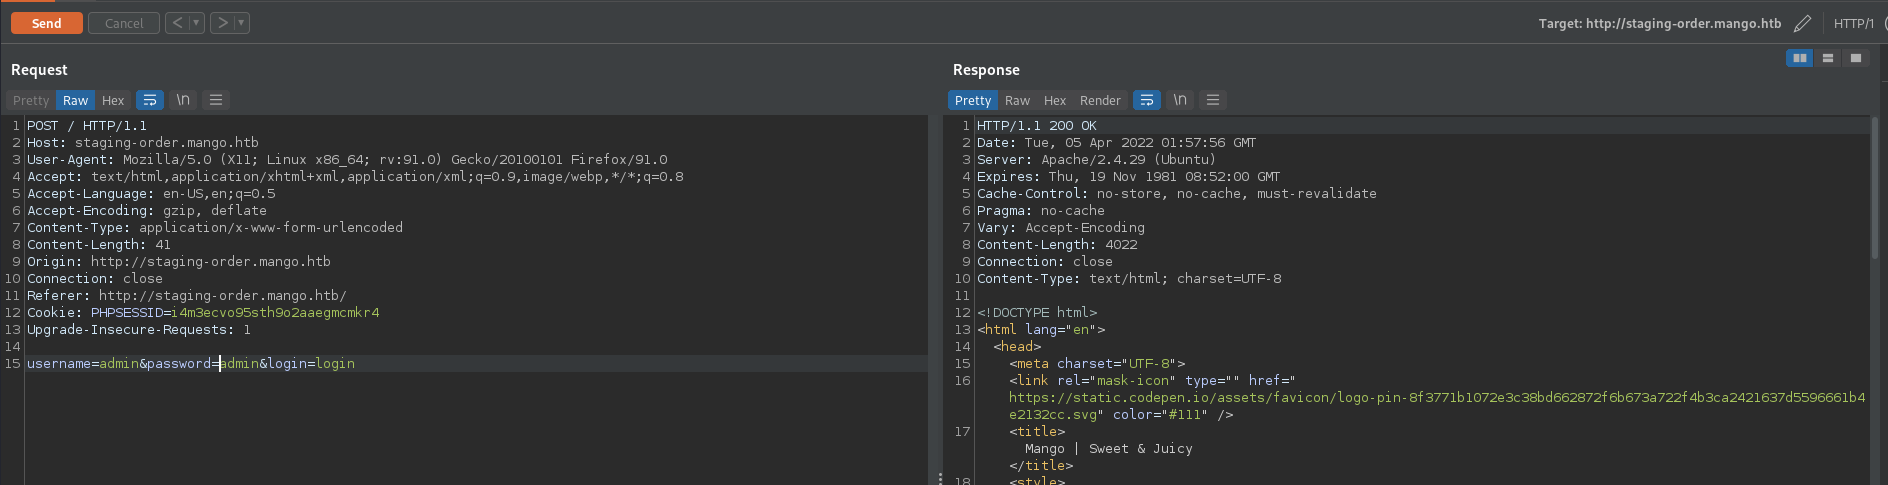 Send
Cancel
<
>
Target: http://staging-order.mango.htb
HTTP/1
Request
Pretty
Raw
Hex
\n
1 POST / HTTP/1.1
2 Host: staging-order.mango.htb
3 User-Agent: Mozilla/5.0 (X11; Linux x86_64; rv:91.0) Gecko/20100101 Firefox/91.0
4 Accept: text/html,application/xhtml+xml,application/xml;q=0.9,image/webp,*/*;q=0.8
5 Accept-Language: en-US,en;q=0.5
6 Accept-Encoding: gzip, deflate
7 Content-Type: application/x-www-form-urlencoded
8 Content-Length: 41
9 Origin: http://staging-order.mango.htb
10 Connection: close
11 Referer: http://staging-order.mango.htb/
12 Cookie: PHPSESSID=i4m3ecvo95sth9o2aaegmcmkr4
13 Upgrade-Insecure-Requests: 1
14
15 username=admin&password=admin&login=login
Response
Pretty
Raw
Hex
Render
\n
1 HTTP/1.1 200 OK
2 Date: Tue, 05 Apr 2022 01:57:56 GMT
3 Server: Apache/2.4.29 (Ubuntu)
4 Expires: Thu, 19 Nov 1981 08:52:00 GMT
5 Cache-Control: no-store, no-cache, must-revalidate
6 Pragma: no-cache
7 Vary: Accept-Encoding
8 Content-Length: 4022
9 Connection: close
10 Content-Type: text/html; charset=UTF-8
11
12 <!DOCTYPE html>
13 <html lang="en">
14 <head>
15 <meta charset="UTF-8">
16 <link rel="mask-icon" type="" href="
https://static.codepen.io/assets/favicon/logo-pin-8f3771b1072e3c38bd662872f6b673a722f4b3ca2421637d5596661b4
e2132cc.svg" color="#111" />
17 <title>
Mango | Sweet & Juicy
</title>
18 <style>